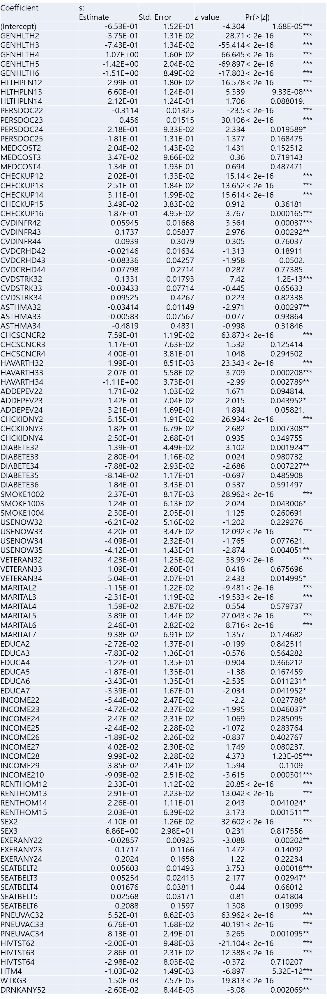 Coefficient s:
Estimate Std. Error z value Pr(>|z|)
(Intercept) -6.53E-01 1.52E-01 -4.304 1.68E-05 ***
GENHLTH2 -3.75E-01 1.31E-02 -28.71 < 2e-16 ***
GENHLTH3 -7.43E-01 1.34E-02 -55.414 < 2e-16 ***
GENHLTH4 -1.07E+00 1.60E-02 -66.645 < 2e-16 ***
GENHLTH5 -1.42E+00 2.04E-02 -69.897 < 2e-16 ***
GENHLTH6 -1.51E+00 8.49E-02 -17.803 < 2e-16 ***
HLTHPLN12 2.99E-01 1.80E-02 16.578 < 2e-16 ***
HLTHPLN13 6.60E-01 1.24E-01 5.339 9.33E-08 ***
HLTHPLN14 2.12E-01 1.24E-01 1.706 0.088019 .
PERSDOC22 -0.3114 0.01325 -23.5 < 2e-16 ***
PERSDOC23 0.456 0.01515 30.106 < 2e-16 ***
PERSDOC24 2.18E-01 9.33E-02 2.334 0.019589 *
PERSDOC25 -1.81E-01 1.31E-01 -1.377 0.168475
MEDCOST2 2.04E-02 1.43E-02 1.431 0.152512
MEDCOST3 3.47E-02 9.66E-02 0.36 0.719143
MEDCOST4 1.34E-01 1.93E-01 0.694 0.487471
CHECKUP12 2.02E-01 1.33E-02 15.14 < 2e-16 ***
CHECKUP13 2.51E-01 1.84E-02 13.652 < 2e-16 ***
CHECKUP14 3.11E-01 1.99E-02 15.614 < 2e-16 ***
CHECKUP15 3.49E-02 3.83E-02 0.912 0.36181
CHECKUP16 1.87E-01 4.95E-02 3.767 0.000165 ***
CVDINFR42 0.05945 0.01668 3.564 0.00037 ***
CVDINFR43 0.1737 0.05837 2.976 0.00292 **
CVDINFR44 0.0939 0.3079 0.305 0.76037
CVDCRHD42 -0.02146 0.01634 -1.313 0.18911
CVDCRHD43 -0.08336 0.04257 -1.958 0.0502 .
CVDCRHD44 0.07798 0.2714 0.287 0.77385
CVDSTRK32 0.1331 0.01793 7.42 1.2E-13 ***
CVDSTRK33 -0.03433 0.07714 -0.445 0.65633
CVDSTRK34 -0.09525 0.4267 -0.223 0.82338
ASTHMA32 -0.03414 0.01149 -2.971 0.00297 **
ASTHMA33 -0.00583 0.07567 -0.077 0.93864
ASTHMA34 -0.4819 0.4831 -0.998 0.31846
CHCSCNCR2 7.59E-01 1.19E-02 63.873 < 2e-16 ***
CHCSCNCR3 1.17E-01 7.63E-02 1.532 0.125414
CHCSCNCR4 4.00E-01 3.81E-01 1.048 0.294502
HAVARTH32 1.99E-01 8.51E-03 23.343 < 2e-16 ***
HAVARTH33 2.07E-01 5.58E-02 3.709 0.000208 ***
HAVARTH34 -1.11E+00 3.73E-01 -2.99 0.002789 **
ADDEPEV22 1.71E-02 1.03E-02 1.671 0.094814 .
ADDEPEV23 1.42E-01 7.04E-02 2.015 0.043952 *
ADDEPEV24 3.21E-01 1.69E-01 1.894 0.05821 .
CHCKIDNY2 5.15E-01 1.91E-02 26.934 < 2e-16 ***
CHCKIDNY3 1.82E-01 6.79E-02 2.682 0.007308 **
CHCKIDNY4 2.50E-01 2.68E-01 0.935 0.349755
DIABETE32 1.39E-01 4.49E-02 3.102 0.001924 **
DIABETE33 2.80E-04 1.16E-02 0.024 0.980732
DIABETE34 -7.88E-02 2.93E-02 -2.686 0.007227 **
DIABETE35 -8.14E-02 1.17E-01 -0.697 0.485908
DIABETE36 1.84E-01 3.43E-01 0.537 0.591497
SMOKE1002 2.37E-01 8.17E-03 28.962 < 2e-16 ***
SMOKE1003 1.24E-01 6.13E-02 2.024 0.043006 *
SMOKE1004 2.30E-01 2.05E-01 1.125 0.260691
USENOW32 -6.21E-02 5.16E-02 -1.202 0.229276
USENOW33 -4.20E-01 3.47E-02 -12.092 < 2e-16 ***
USENOW34 -4.09E-01 2.32E-01 -1.765 0.077621 .
USENOW35 -4.12E-01 1.43E-01 -2.874 0.004051 **
VETERAN32 4.23E-01 1.25E-02 33.99 < 2e-16 ***
VETERAN33 1.09E-01 2.60E-01 0.418 0.675696
VETERAN34 5.04E-01 2.07E-01 2.433 0.014995 *
MARITAL2 -1.15E-01 1.22E-02 -9.481 < 2e-16 ***
MARITAL3 -2.31E-01 1.19E-02 -19.533 < 2e-16 ***
MARITAL4 1.59E-02 2.87E-02 0.554 0.579737
MARITAL5 3.89E-01 1.44E-02 27.043 < 2e-16 ***
MARITAL6 2.46E-01 2.82E-02 8.716 < 2e-16 ***
MARITAL7 9.38E-02 6.91E-02 1.357 0.174682
EDUCA2 -2.72E-02 1.37E-01 -0.199 0.842511
EDUCA3 -7.83E-02 1.36E-01 -0.576 0.564282
EDUCA4 -1.22E-01 1.35E-01 -0.904 0.366212
EDUCA5 -1.87E-01 1.35E-01 -1.38 0.167459
EDUCA6 -3.43E-01 1.35E-01 -2.535 0.011231 *
EDUCA7 -3.39E-01 1.67E-01 -2.034 0.041952 *
INCOME22 -5.44E-02 2.47E-02 -2.2 0.027788 *
INCOME23 -4.72E-02 2.37E-02 -1.995 0.046037 *
INCOME24 -2.47E-02 2.31E-02 -1.069 0.285095
INCOME25 -2.44E-02 2.28E-02 -1.072 0.283764
INCOME26 -1.89E-02 2.26E-02 -0.837 0.402767
INCOME27 4.02E-02 2.30E-02 1.749 0.080237 .
INCOME28 9.99E-02 2.28E-02 4.373 1.23E-05 ***
INCOME29 3.85E-02 2.41E-02 1.594 0.1109
INCOME210 -9.09E-02 2.51E-02 -3.615 0.000301 ***
RENTHOM12 2.33E-01 1.12E-02 20.85 < 2e-16 ***
RENTHOM13 2.91E-01 2.23E-02 13.042 < 2e-16 ***
RENTHOM14 2.26E-01 1.11E-01 2.043 0.041024 *
RENTHOM15 2.03E-01 6.39E-02 3.173 0.001511 **
SEX2 -4.10E-01 1.26E-02 -32.602 < 2e-16 ***
SEX3 6.86E+00 2.98E+01 0.231 0.817556
EXERANY22 -0.02857 0.00925 -3.088 0.00202 **
EXERANY23 -0.1717 0.1166 -1.472 0.14092
EXERANY24 0.2024 0.1658 1.22 0.22234
SEATBELT2 0.05603 0.01493 3.753 0.00018 ***
SEATBELT3 0.05254 0.02413 2.177 0.02947 *
SEATBELT4 0.01676 0.03811 0.44 0.66012
SEATBELT5 0.02568 0.03171 0.81 0.41804
SEATBELT6 0.2088 0.1597 1.308 0.19099
PNEUVAC32 5.52E-01 8.62E-03 63.962 < 2e-16 ***
PNEUVAC33 6.76E-01 1.68E-02 40.191 < 2e-16 ***
PNEUVAC34 8.13E-01 2.49E-01 3.265 0.001095 **
HIVTST62 -2.00E-01 9.48E-03 -21.104 < 2e-16 ***
HIVTST63 -2.86E-01 2.31E-02 -12.388 < 2e-16 ***
HIVTST64 -2.98E-02 8.03E-02 -0.372 0.710207
HTM4 -1.03E-02 1.49E-03 -6.897 5.32E-12 ***
WTKG3 1.50E-03 7.57E-05 19.813 < 2e-16 ***
DRNKANY52 -2.60E-02 8.44E-03 -3.08 0.002069 **